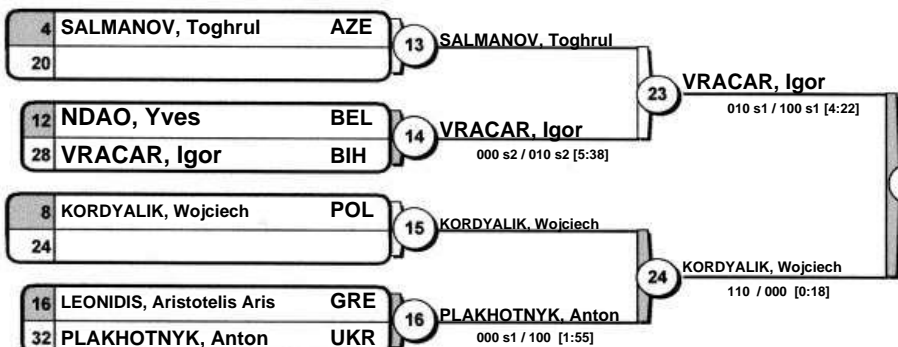 4 SALMANOV, Toghrul AZE
20
13 SALMANOV, Toghrul
12 NDAO, Yves BEL
28 VRACAR, Igor BIH
14 VRACAR, Igor
000 s2 / 010 s2 [5:38]
23 VRACAR, Igor
010 s1 / 100 s1 [4:22]
8 KORDYALIK, Wojciech POL
24
15 KORDYALIK, Wojciech
16 LEONIDIS, Aristotelis Aris GRE
32 PLAKHOTNYK, Anton UKR
16 PLAKHOTNYK, Anton
000 s1 / 100 [1:55]
24 KORDYALIK, Wojciech
110 / 000 [0:18]